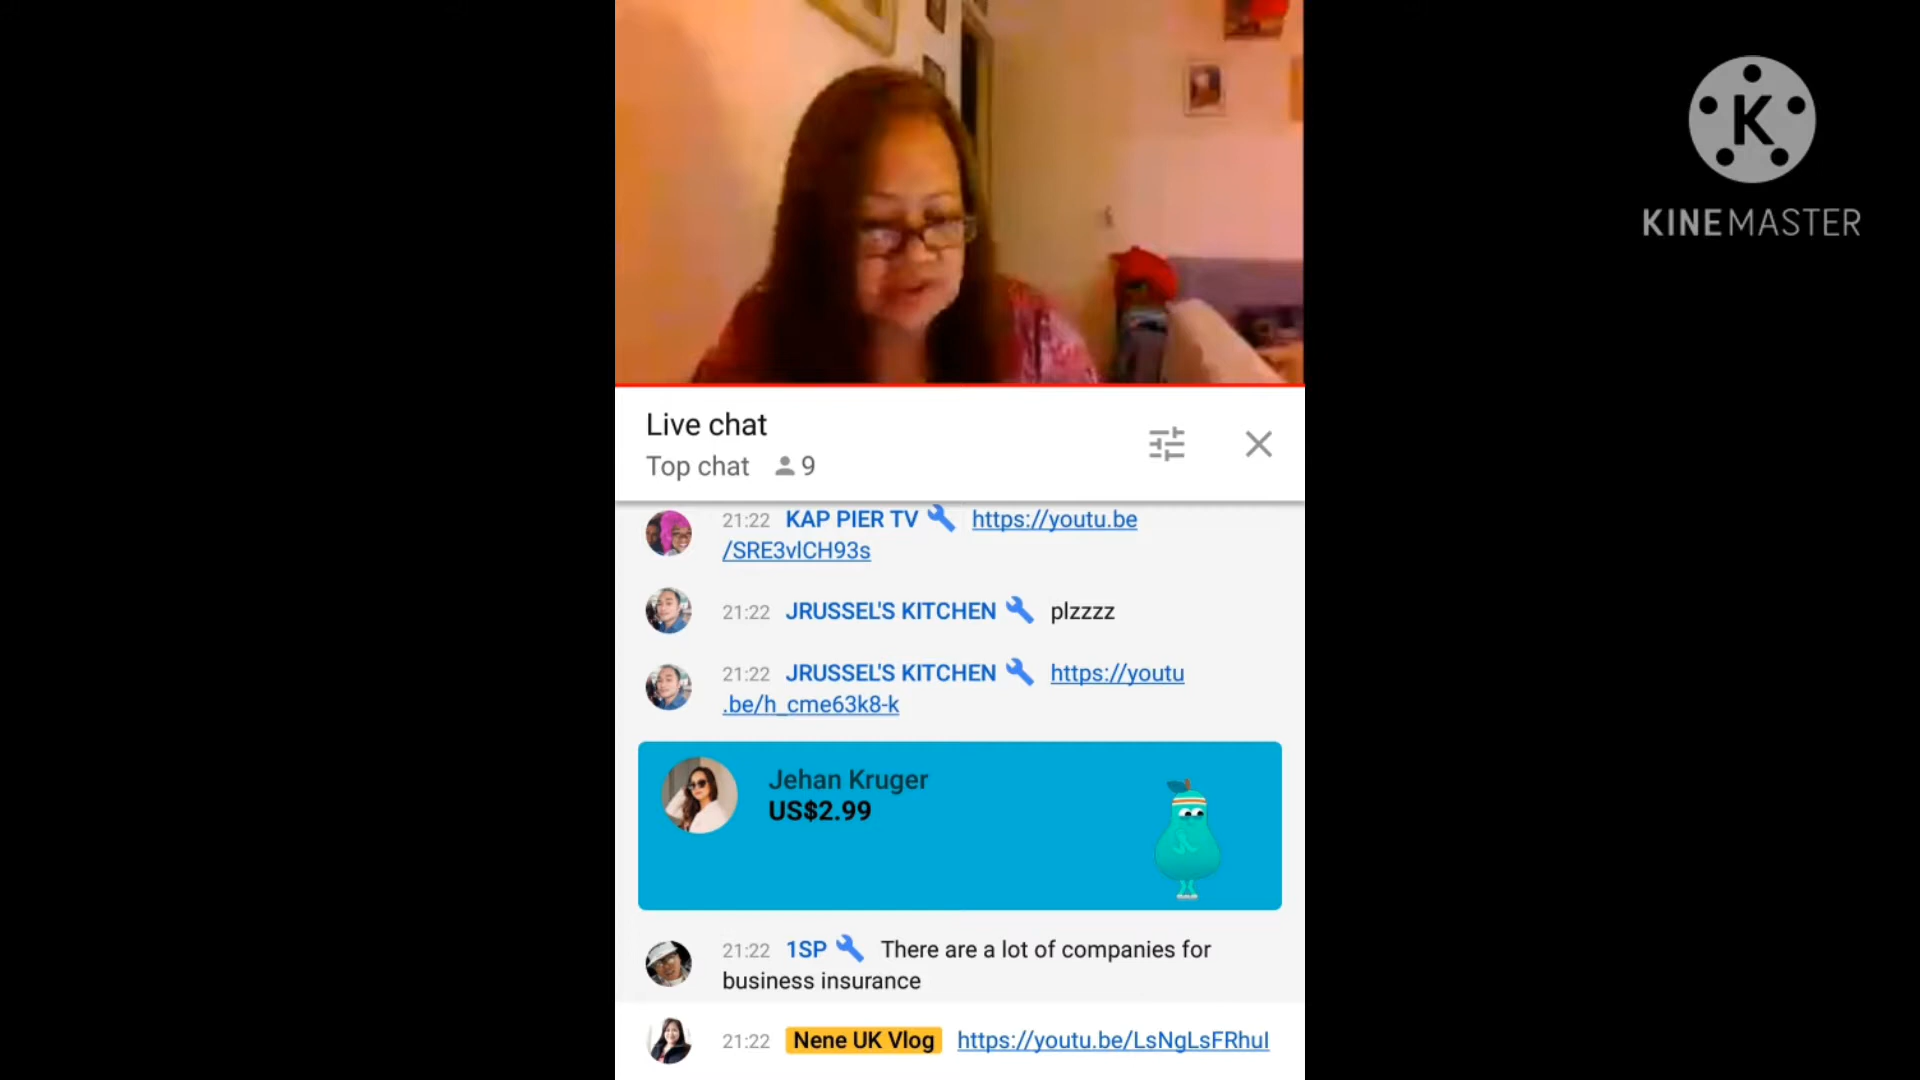 K
KINEMASTER
Live chat
Top chat 9
21:22 KAP PIER TV https://youtu.be
/SRE3vlCH93s
21:22 JRUSSEL'S KITCHEN plzzzz
21:22 JRUSSEL'S KITCHEN https://youtu
.be/h_cme63k8-k
Jehan Kruger
US$2.99
21:22 1SP There are a lot of companies for
business insurance
21:22 Nene UK Vlog https://youtu.be/LsNgLsFRhuI